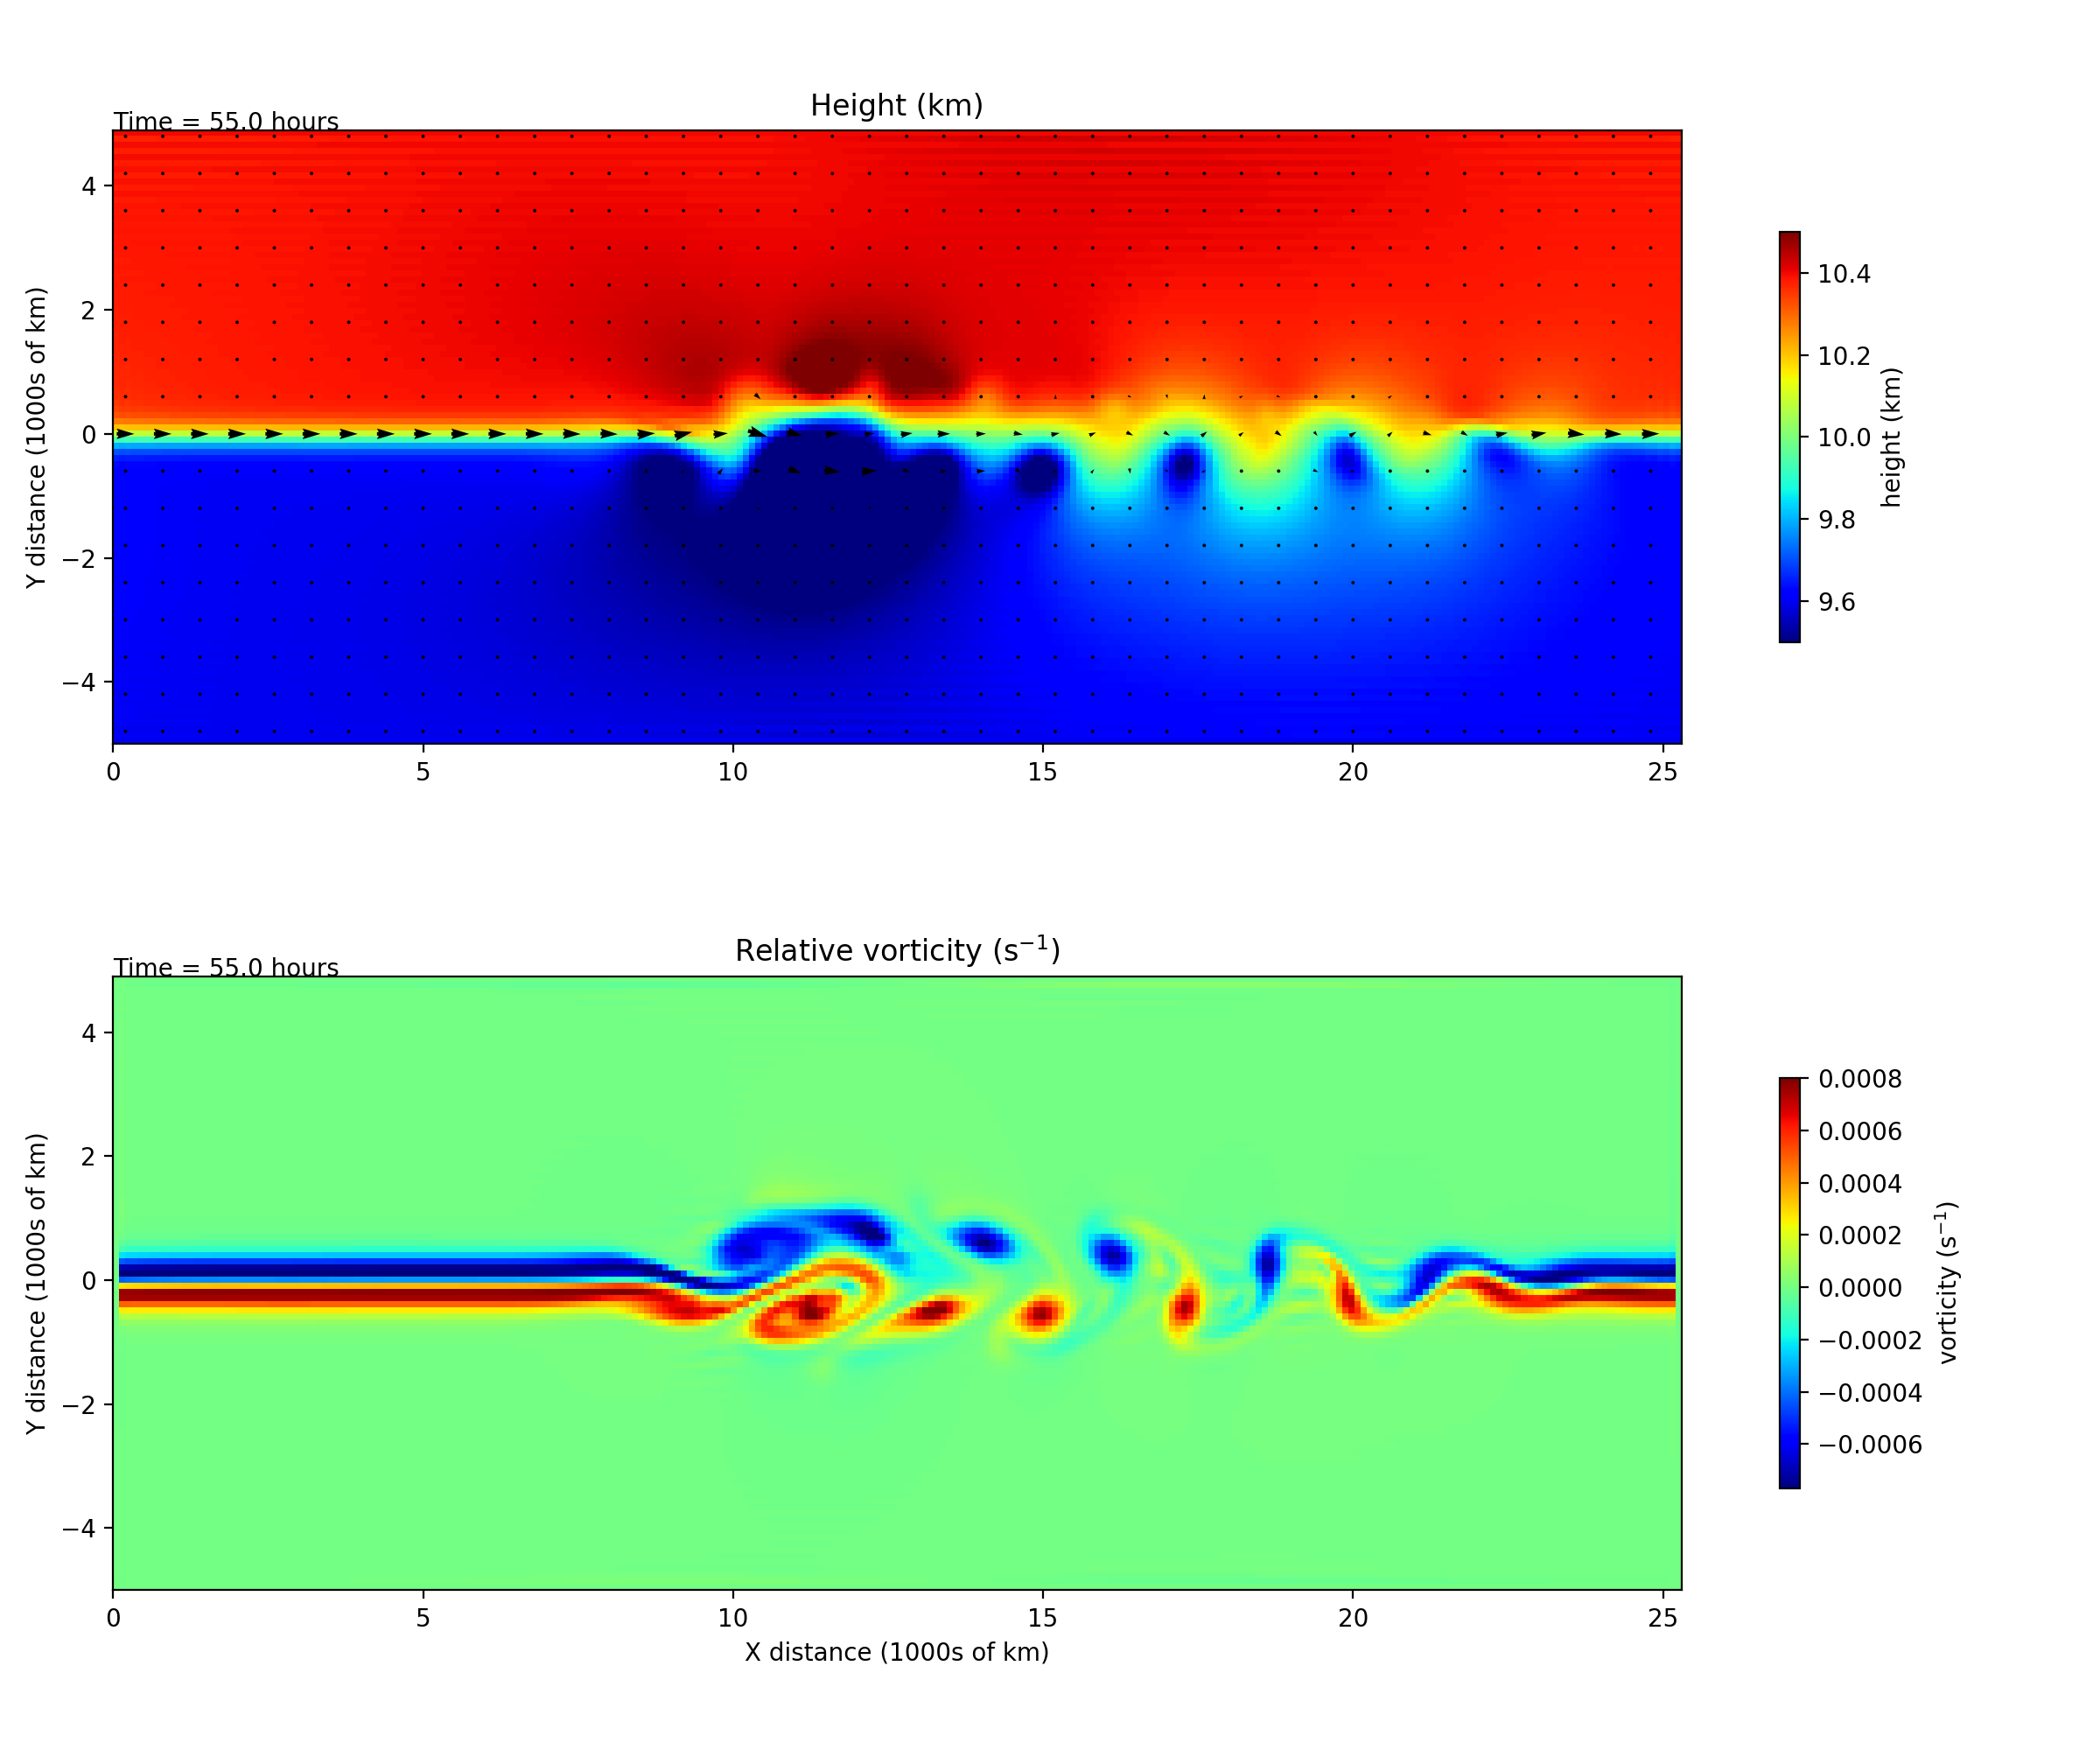 Height (km)
Time = 55.0 hours
Y distance (1000s of km)
4
2
0
−2
−4
0 5 10 15 20 25
10.4
10.2
10.0
9.8
9.6
height (km)
Relative vorticity (s⁻¹)
Time = 55.0 hours
Y distance (1000s of km)
4
2
0
−2
−4
0 5 10 15 20 25
X distance (1000s of km)
0.0008
0.0006
0.0004
0.0002
0.0000
−0.0002
−0.0004
−0.0006
vorticity (s⁻¹)